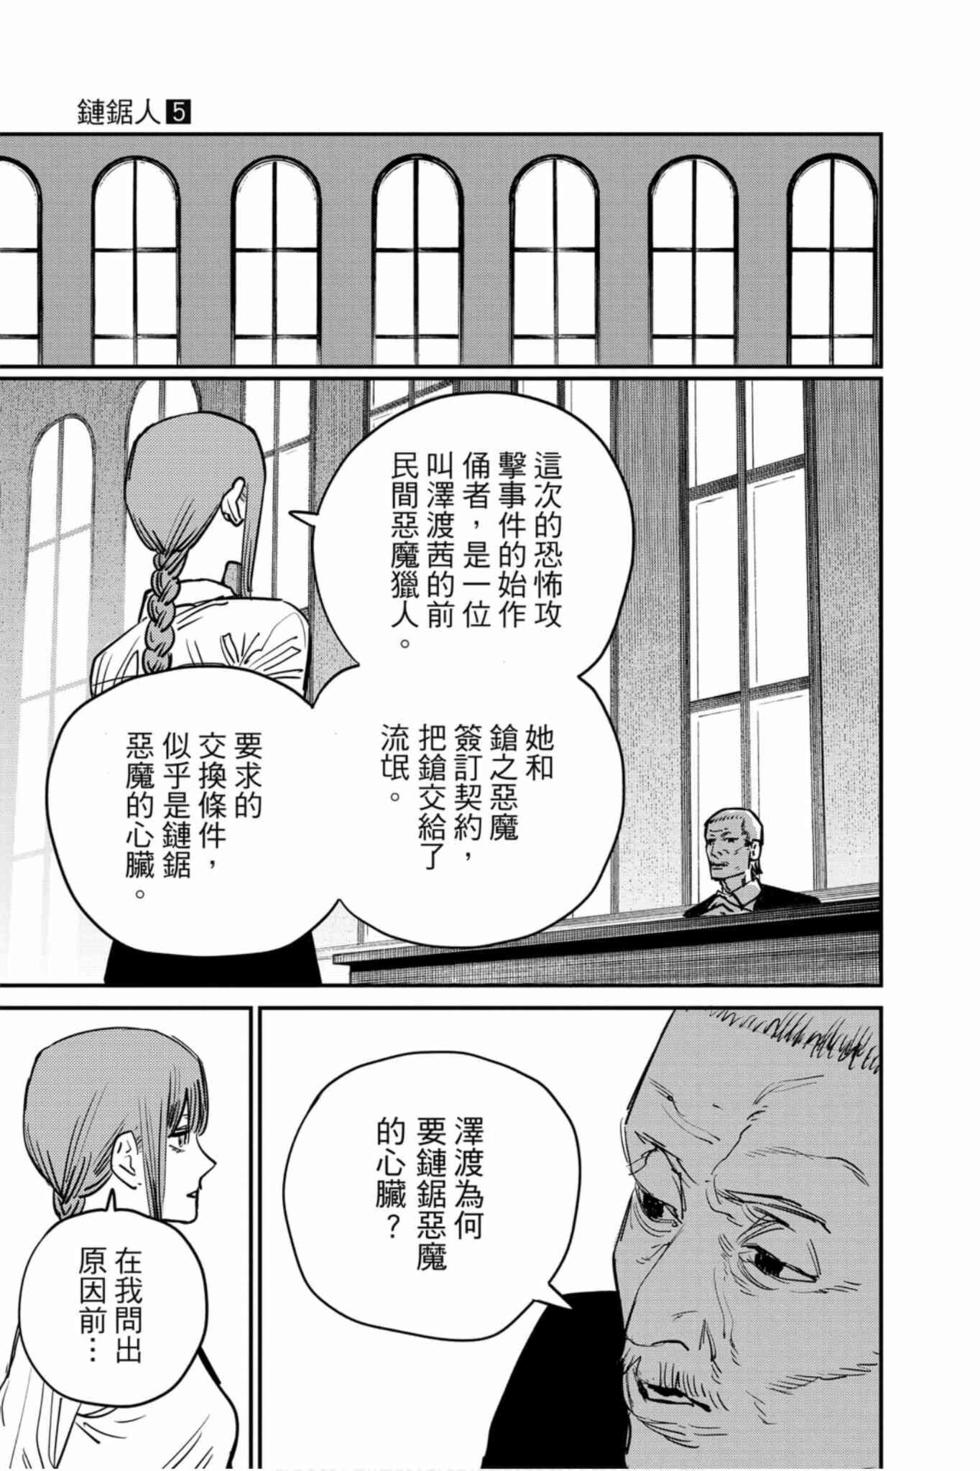 鏈鋸人5
這次的恐怖攻
擊事件的始作
俑者，是一位
叫澤渡茜的前
民間惡魔獵人。
她和
鎗之惡魔
簽訂契約，
把鎗交給了
流氓。
要求的
交換條件，
似乎是鏈鋸
惡魔的心臟。
澤渡為何
要鏈鋸惡魔
的心臟？
在我問出
原因前…